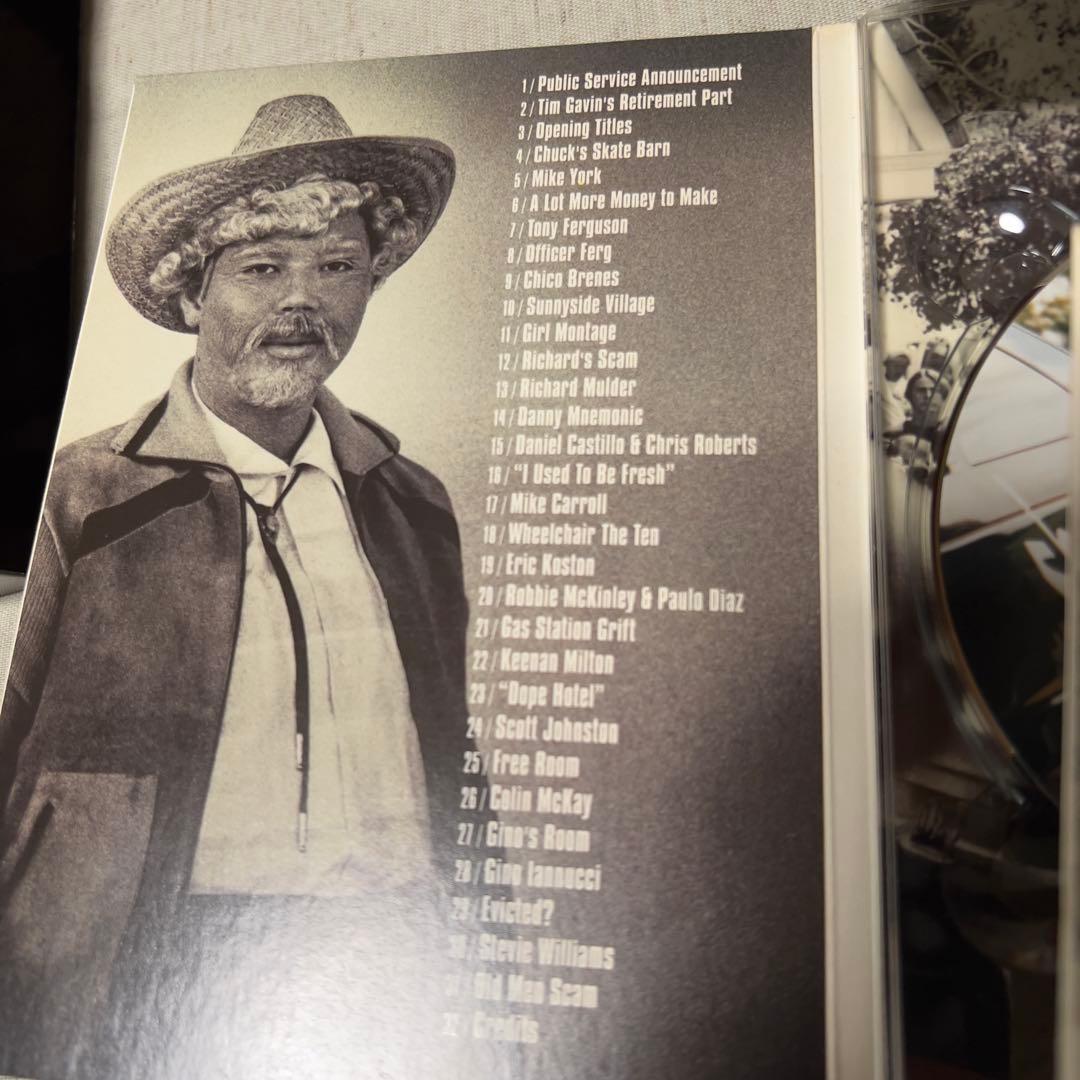 1/Public Service Announcement
2/Tim Gavin's Retirement Part
3/Opening Titles
4/Chuck's Skate Barn
5/Mike York
6/A Lot More Money to Make
7/Tony Ferguson
8/Officer Ferg
9/Chico Brenes
10/Sunnyside Village
11/Girl Montage
12/Richard's Scam
13/Richard Mulder
14/Danny Mnemonic
15/Daniel Castillo & Chris Roberts
16/"I Used To Be Fresh"
17/Mike Carroll
18/Wheelchair The Ten
19/Eric Koston
20/Robbie McKinley & Paulo Diaz
21/Gas Station Grift
22/Keenan Milton
23/"Dope Hotel"
24/Scott Johnston
25/Free Room
26/Colin McKay
27/Gino's Room
28/Gino Iannucci
29/Evicted?
30/Stevie Williams
31/Old Men Scam
32/Credits